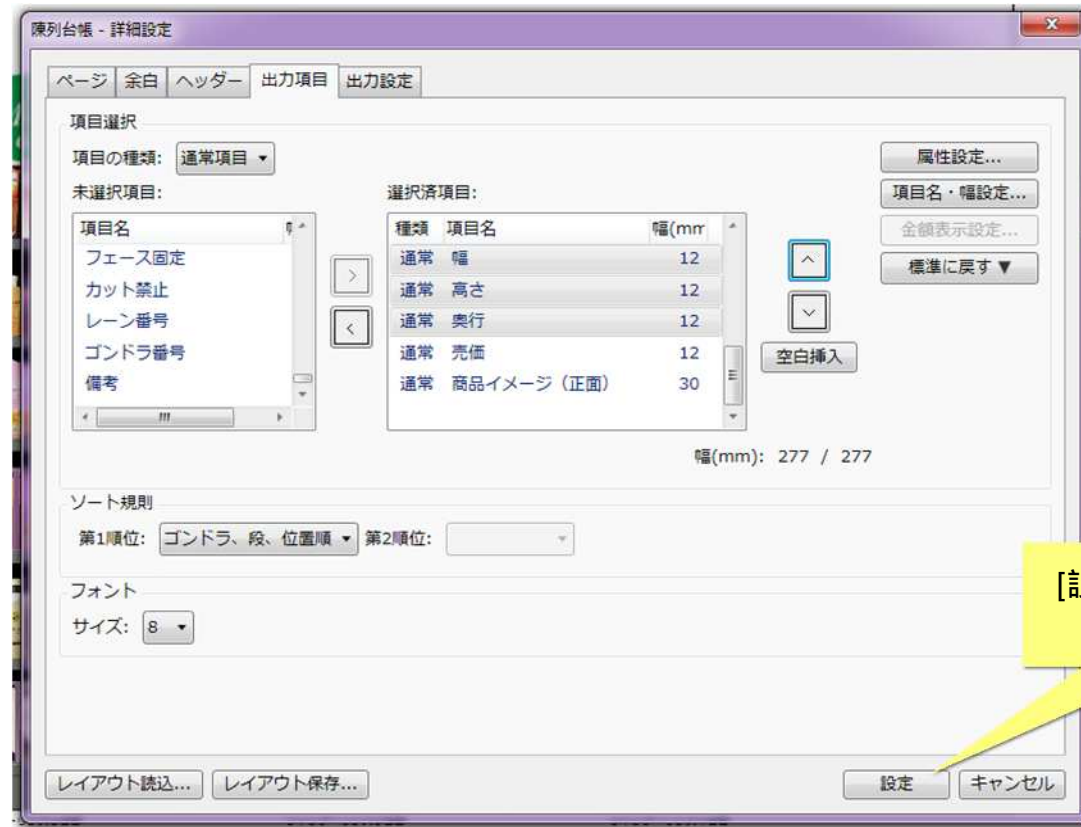 陳列台帳 - 詳細設定
ページ 余白 ヘッダー 出力項目 出力設定
項目選択
項目の種類: 通常項目
属性設定...
未選択項目:
選択済項目:
項目名・幅設定...
項目名
種類 項目名 幅(mm
金額表示設定...
フェース固定
通常 幅 12
標準に戻す ▼
カット禁止
通常 高さ 12
レーン番号
通常 奥行 12
ゴンドラ番号
通常 売価 12
空白挿入
備考
通常 商品イメージ（正面） 30
幅(mm): 277 / 277
ソート規則
第1順位: ゴンドラ、段、位置順 第2順位:
フォント
サイズ: 8
レイアウト読込... レイアウト保存... 設定 キャンセル